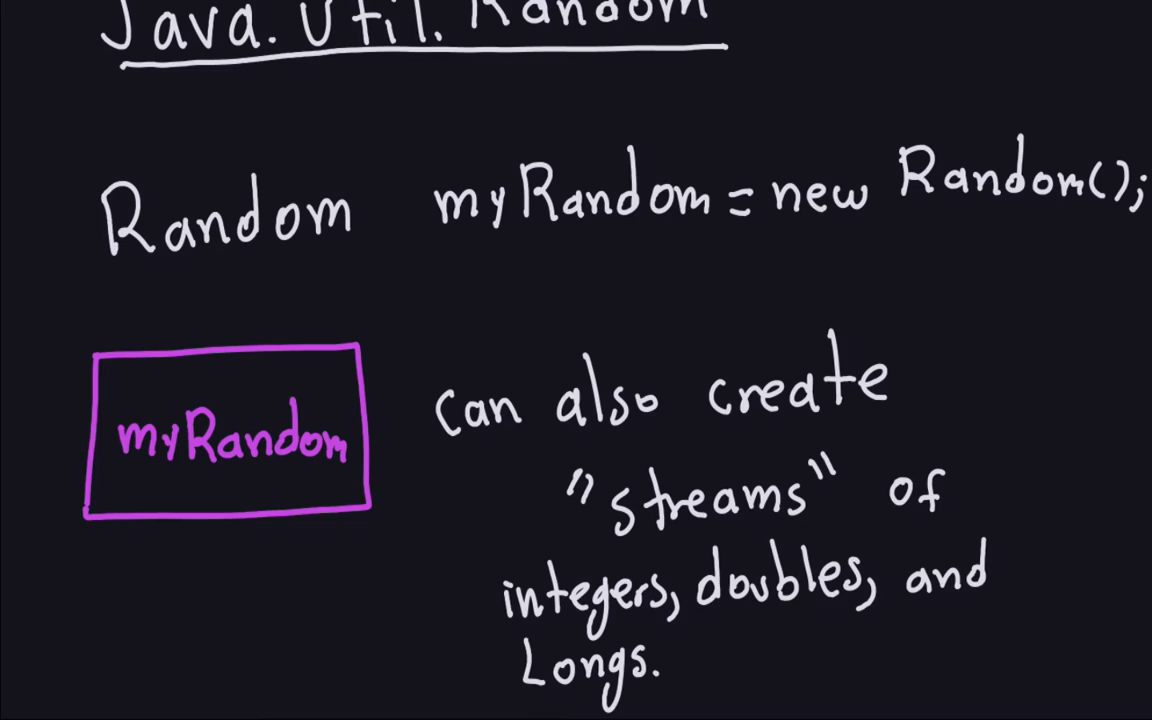 Java.Util.Random
Random myRandom = new Random();
myRandom
can also create
"streams" of
integers, doubles, and
Longs.